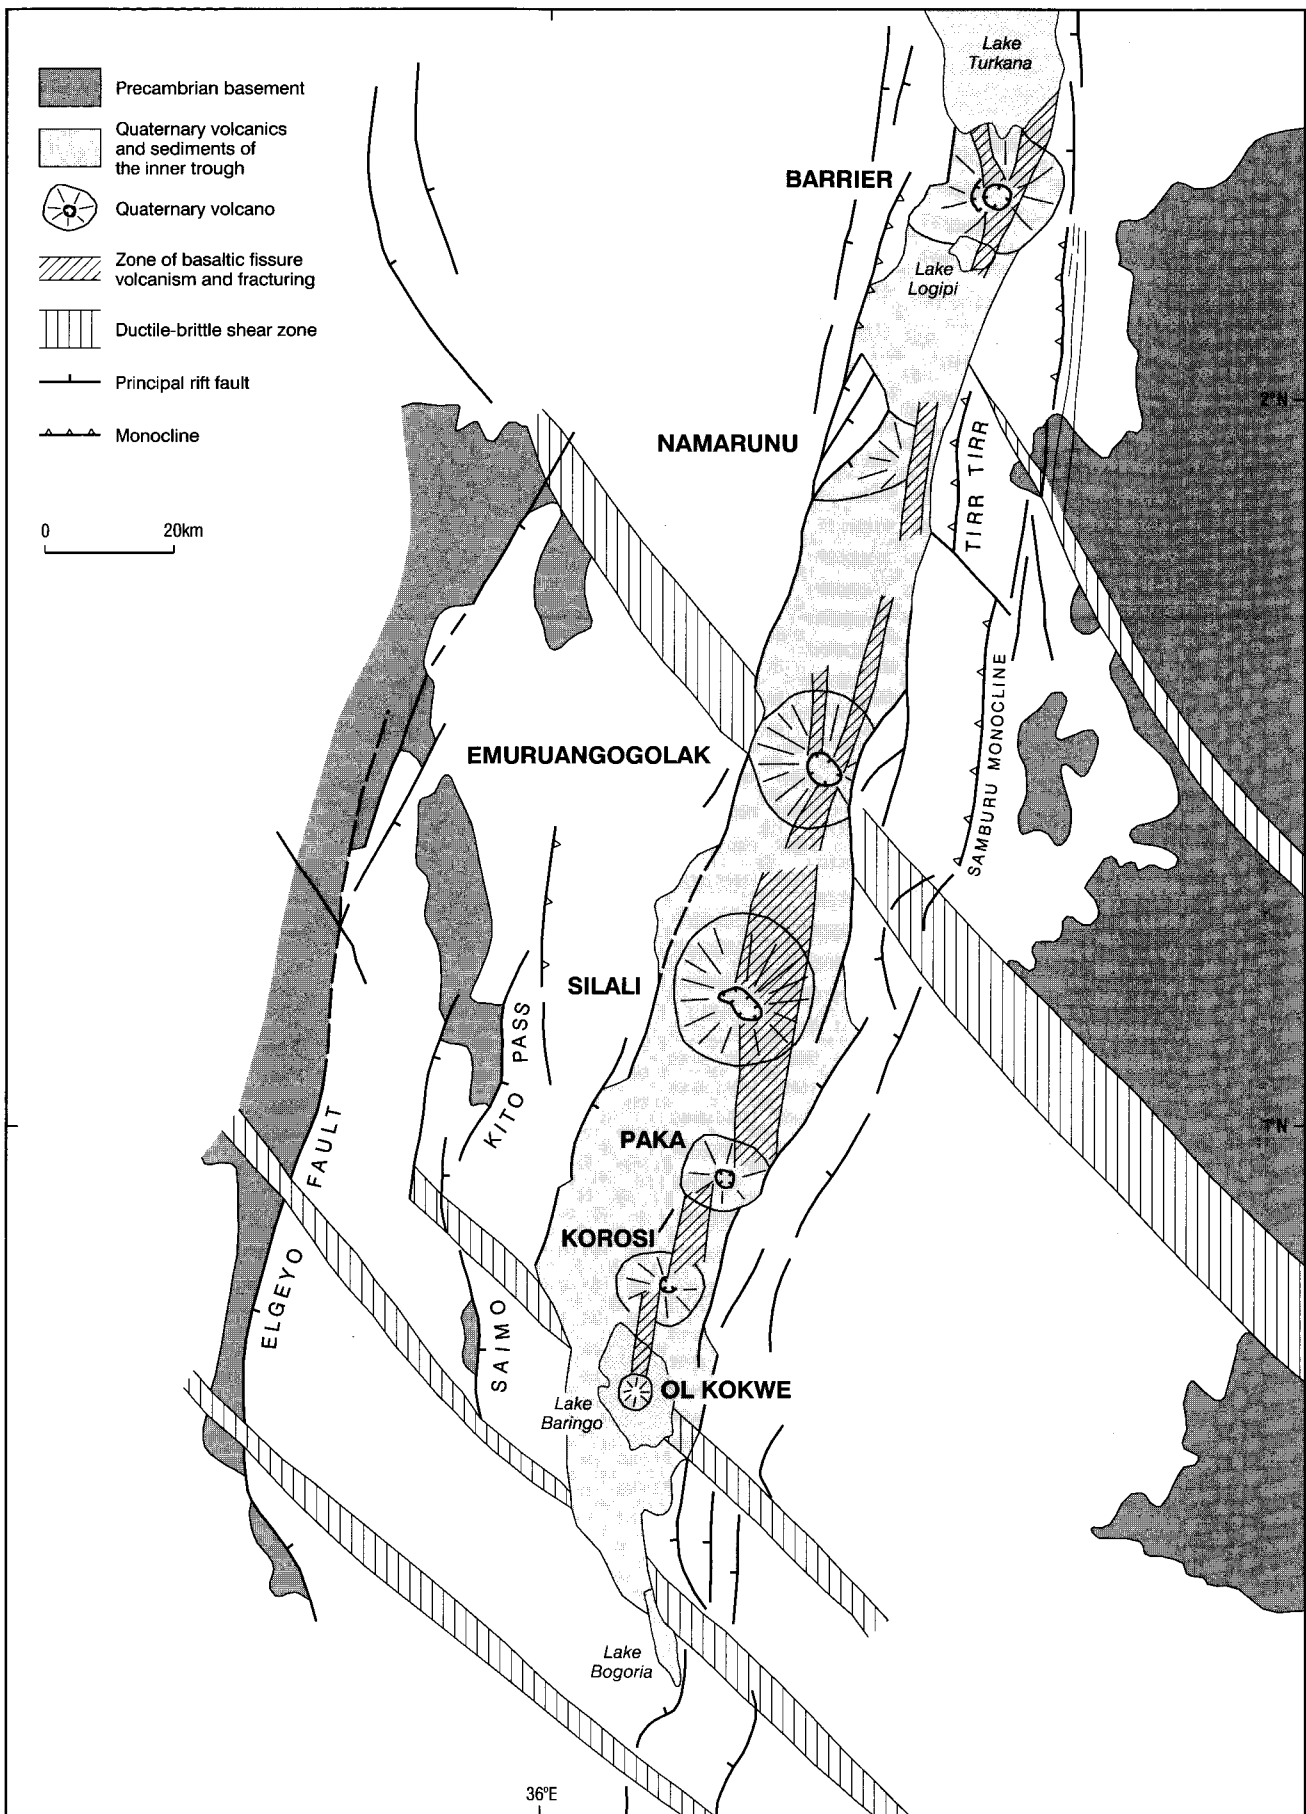 Lake
Turkana
Precambrian basement
Quaternary volcanics
and sediments of
the inner trough
Quaternary volcano
Zone of basaltic fissure
volcanism and fracturing
Ductile-brittle shear zone
Principal rift fault
Monocline
0 20km
BARRIER
Lake
Logipi
2°N
NAMARUNU
TIRR TIRR
EMURUANGOGOLAK
SAMBURU MONOCLINE
SILALI
KITO PASS
PAKA
1°N
ELGEYO FAULT
KOROSI
SAIMO
OL KOKWE
Lake
Baringo
Lake
Bogoria
36°E